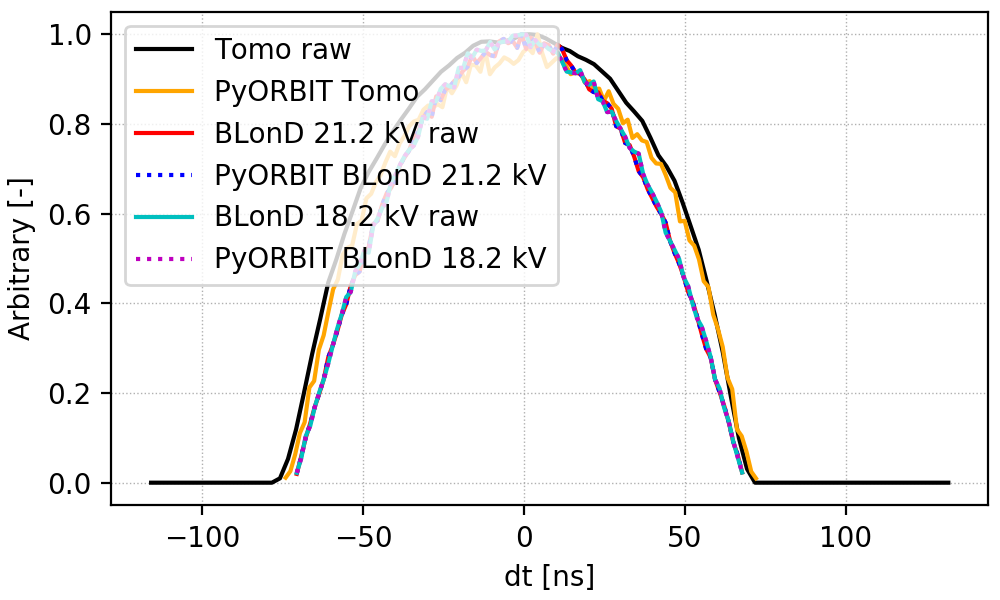 Tomo raw
PyORBIT Tomo
BLonD 21.2 kV raw
PyORBIT BLonD 21.2 kV
BLonD 18.2 kV raw
PyORBIT BLonD 18.2 kV
Arbitrary [-]
1.0
0.8
0.6
0.4
0.2
0.0
−100 −50 0 50 100
dt [ns]